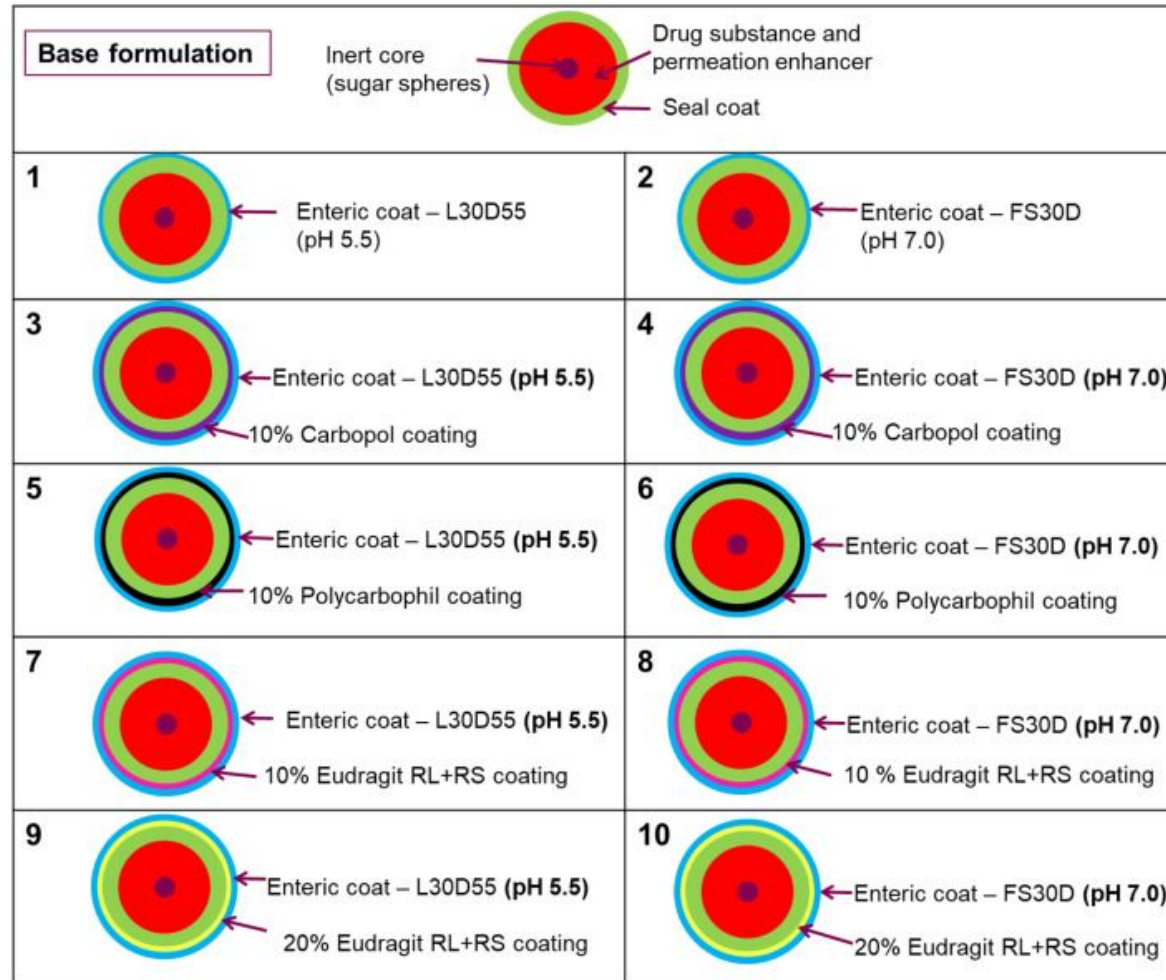 Base formulation
Inert core
(sugar spheres)
Drug substance and
permeation enhancer
Seal coat
1
Enteric coat – L30D55
(pH 5.5)
2
Enteric coat – FS30D
(pH 7.0)
3
Enteric coat – L30D55 (pH 5.5)
10% Carbopol coating
4
Enteric coat – FS30D (pH 7.0)
10% Carbopol coating
5
Enteric coat – L30D55 (pH 5.5)
10% Polycarbophil coating
6
Enteric coat – FS30D (pH 7.0)
10% Polycarbophil coating
7
Enteric coat – L30D55 (pH 5.5)
10% Eudragit RL+RS coating
8
Enteric coat – FS30D (pH 7.0)
10 % Eudragit RL+RS coating
9
Enteric coat – L30D55 (pH 5.5)
20% Eudragit RL+RS coating
10
Enteric coat – FS30D (pH 7.0)
20% Eudragit RL+RS coating